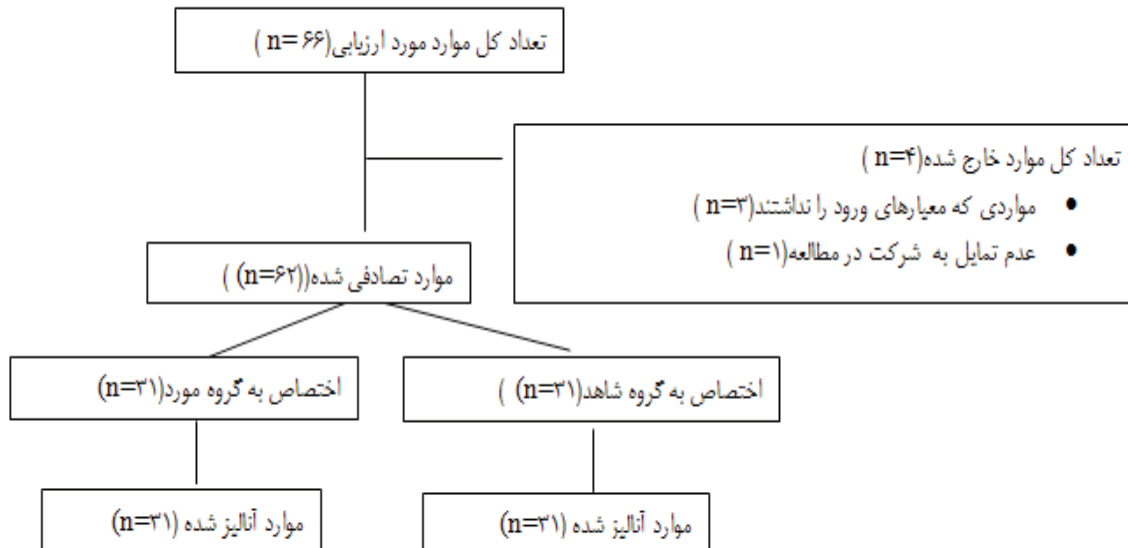 تعداد کل موارد مورد ارزیابی(n=۶۶ )
تعداد کل موارد خارج شده(n=۴ )
• مواردی که معیارهای ورود را نداشتند(n=۳ )
• عدم تمایل به شرکت در مطالعه(n=۱ )
موارد تصادفی شده((n=۶۲) )
اختصاص به گروه شاهد(n=۳۱) )
اختصاص به گروه مورد(n=۳۱)
موارد آنالیز شده (n=۳۱)
موارد آنالیز شده (n=۳۱)